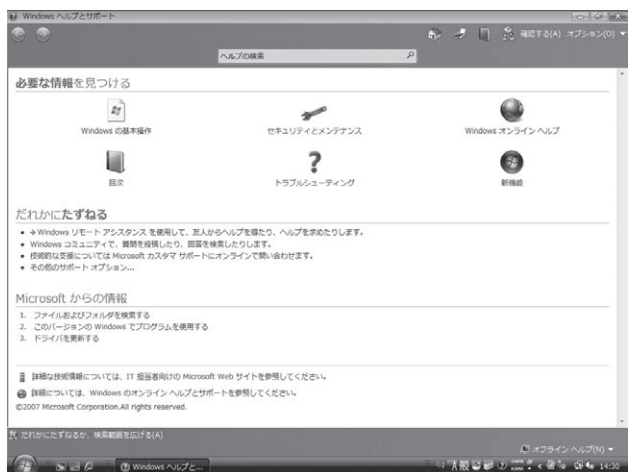 Windows ヘルプとサポート
確認する(A) オプション(O)
ヘルプの検索
必要な情報を見つける
Windows の基本操作
セキュリティとメンテナンス
Windows オンライン ヘルプ
目次
トラブルシューティング
新機能
だれかにたずねる
Windows リモート アシスタンス を使用して、友人からヘルプを得たり、ヘルプを求めたりします。
Windows コミュニティで、質問を投稿したり、回答を検索したりします。
技術的な支援については Microsoft カスタマ サポートにオンラインで問い合わせます。
その他のサポート オプション...
Microsoft からの情報
1. ファイルおよびフォルダを検索する
2. このバージョンの Windows でプログラムを使用する
3. ドライバを更新する
詳細な技術情報については、IT 担当者向けの Microsoft Web サイトを参照してください。
詳細については、Windows のオンライン ヘルプとサポートを参照してください。
©2007 Microsoft Corporation.All rights reserved.
だれかにたずねるか、検索範囲を広げる(A)
オフライン ヘルプ(N)
Windows ヘルプと...
14:20